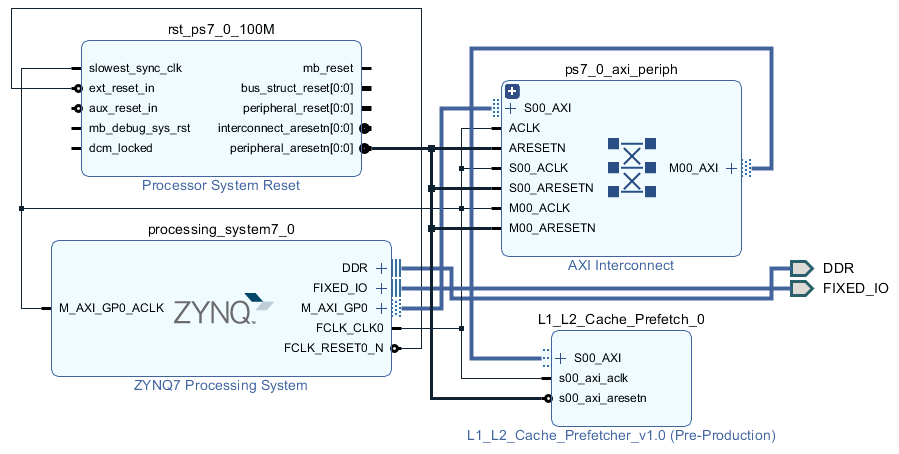 rst_ps7_0_100M
slowest_sync_clk
ext_reset_in
aux_reset_in
mb_debug_sys_rst
dcm_locked
mb_reset
bus_struct_reset[0:0]
peripheral_reset[0:0]
interconnect_aresetn[0:0]
peripheral_aresetn[0:0]
Processor System Reset
ps7_0_axi_periph
S00_AXI
ACLK
ARESETN
S00_ACLK
S00_ARESETN
M00_ACLK
M00_ARESETN
M00_AXI
AXI Interconnect
processing_system7_0
M_AXI_GP0_ACLK
ZYNQ
DDR
FIXED_IO
M_AXI_GP0
FCLK_CLK0
FCLK_RESET0_N
ZYNQ7 Processing System
DDR
FIXED_IO
L1_L2_Cache_Prefetch_0
S00_AXI
s00_axi_aclk
s00_axi_aresetn
L1_L2_Cache_Prefetcher_v1.0 (Pre-Production)